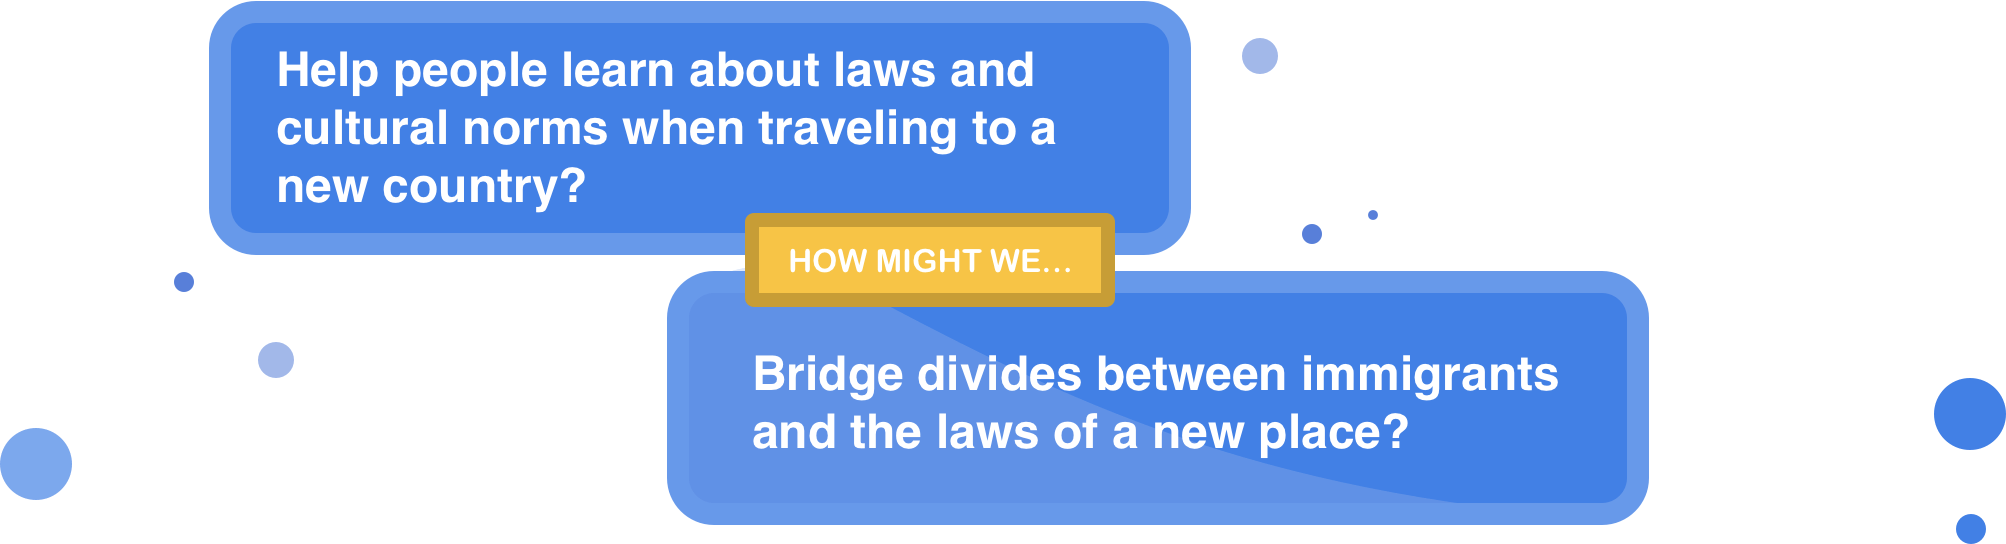 Help people learn about laws and
cultural norms when traveling to a
new country?
HOW MIGHT WE...
Bridge divides between immigrants
and the laws of a new place?